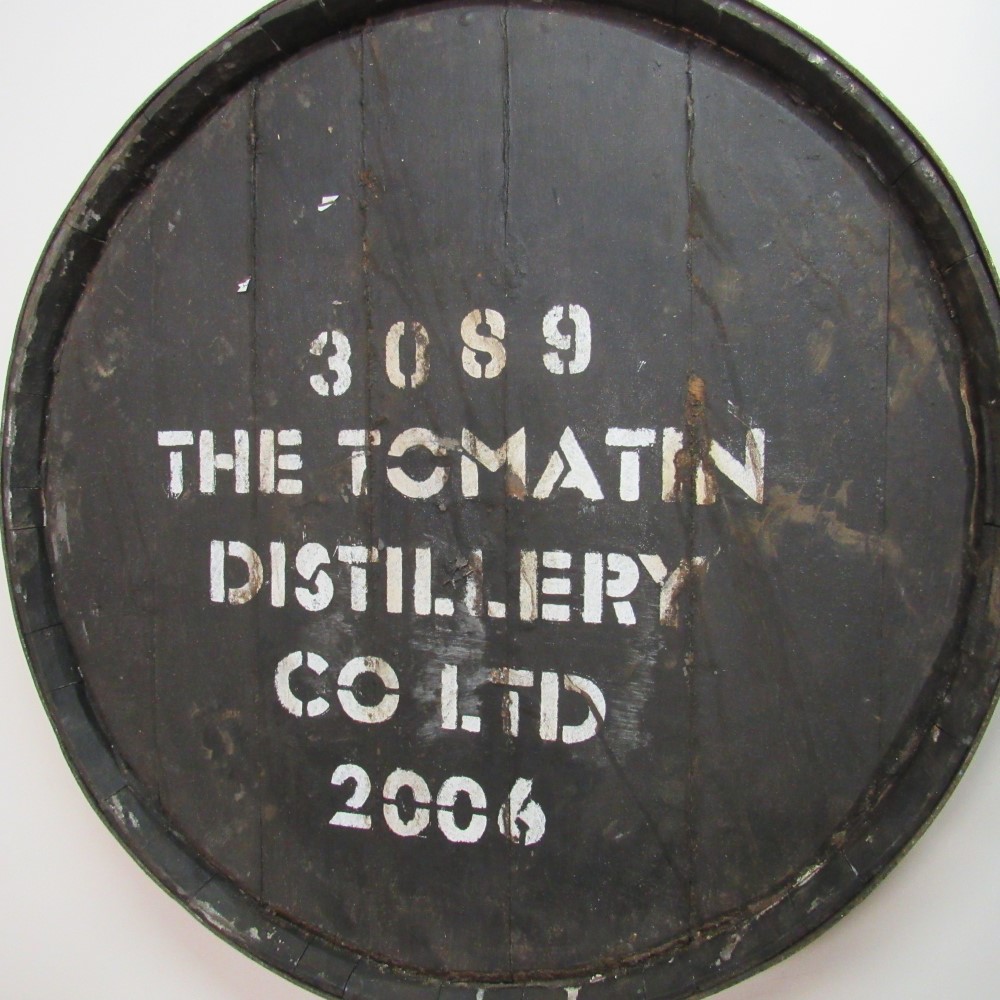 3089
THE TOMATIN
DISTILLERY
CO LTD
2006